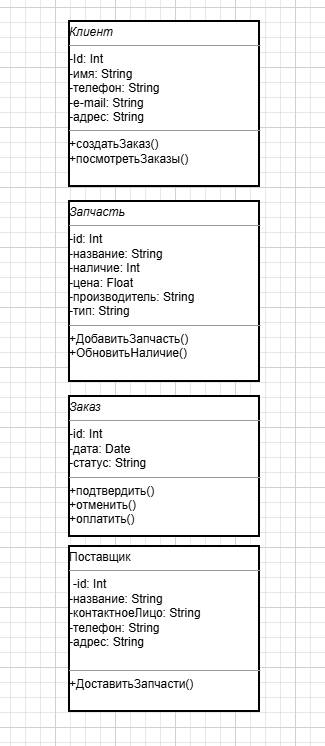 Клиент
-Id: Int
-имя: String
-телефон: String
-e-mail: String
-адрес: String
+создатьЗаказ()
+посмотретьЗаказы()
Запчасть
-id: Int
-название: String
-наличие: Int
-цена: Float
-производитель: String
-тип: String
+ДобавитьЗапчасть()
+ОбновитьНаличие()
Заказ
-id: Int
-дата: Date
-статус: String
+подтвердить()
+отменить()
+оплатить()
Поставщик
-id: Int
-название: String
-контактноеЛицо: String
-телефон: String
-адрес: String
+ДоставитьЗапчасти()